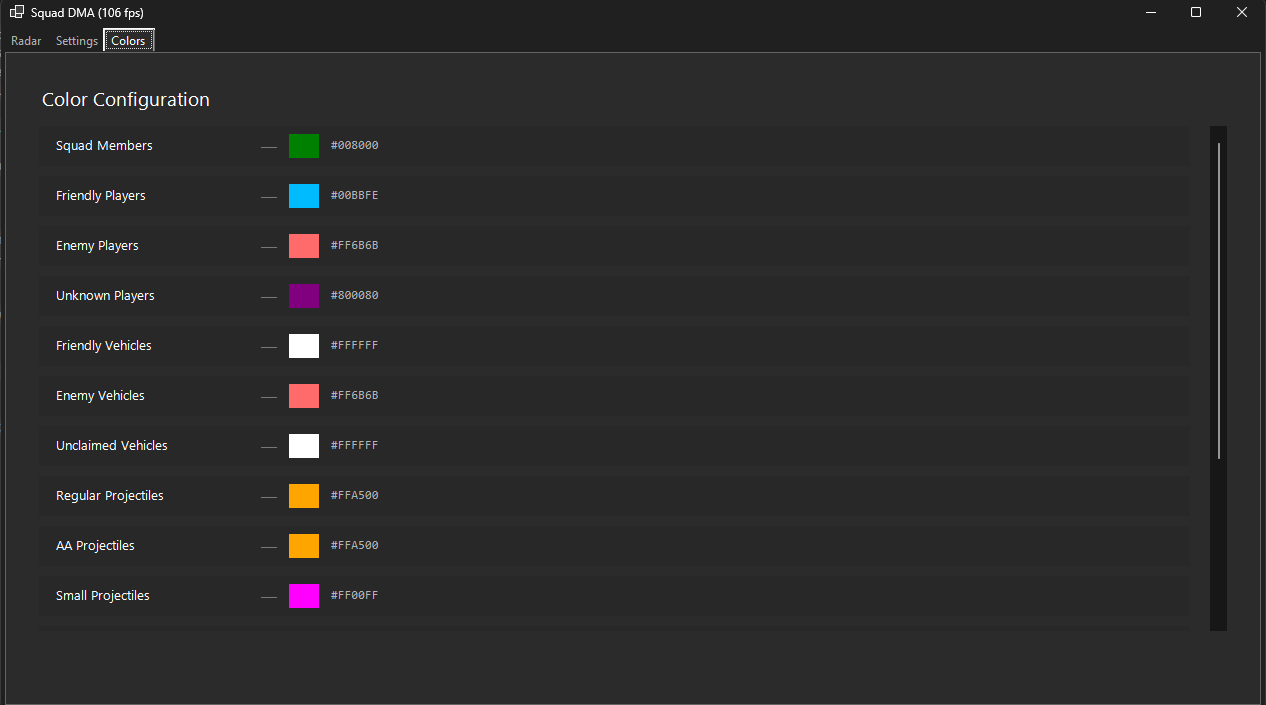 Squad DMA (106 fps)
Radar Settings Colors
Color Configuration
Squad Members — #008000
Friendly Players — #00BBFE
Enemy Players — #FF6B6B
Unknown Players — #800080
Friendly Vehicles — #FFFFFF
Enemy Vehicles — #FF6B6B
Unclaimed Vehicles — #FFFFFF
Regular Projectiles — #FFA500
AA Projectiles — #FFA500
Small Projectiles — #FF00FF